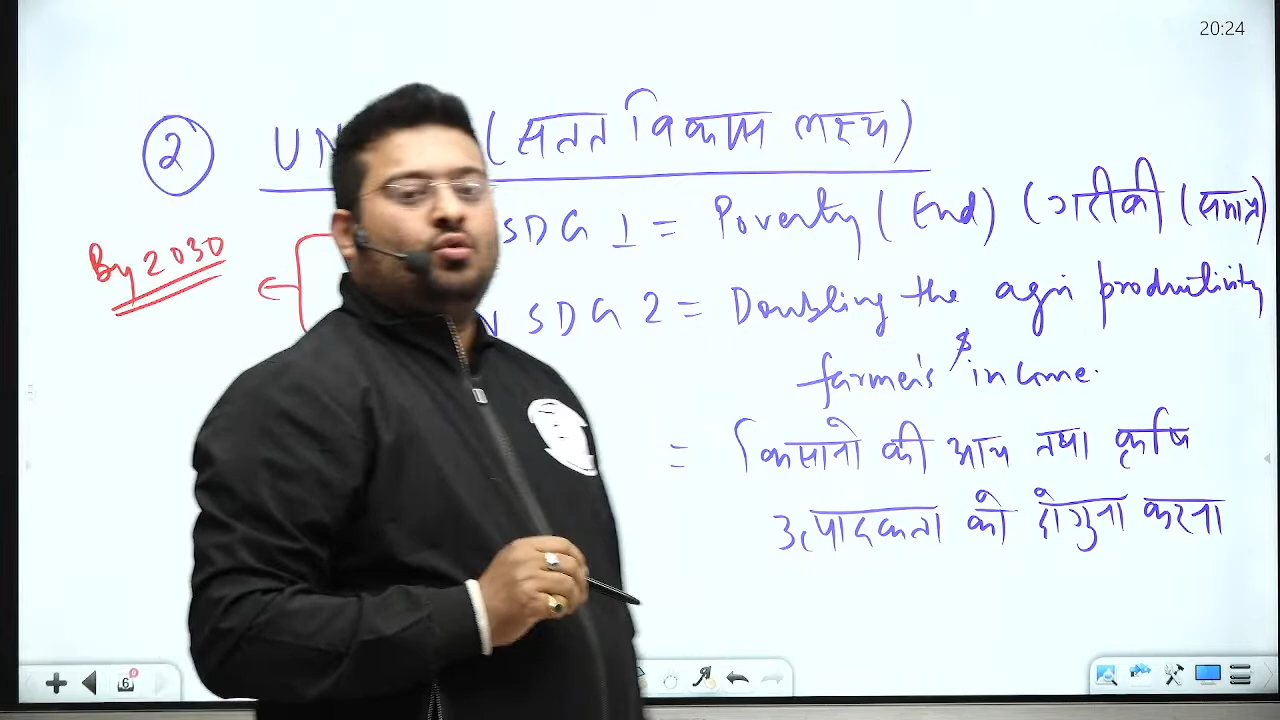 20:24
② UN (सतत विकास लक्ष्य)
SDG 1 = Poverty (End) (गरीबी (समाप्त)
By 2030
SDG 2 = Doubling the agri productivity
farmer's income.
= किसानो की आय तथा कृषि
उत्पादकता को दोगुना करना
6